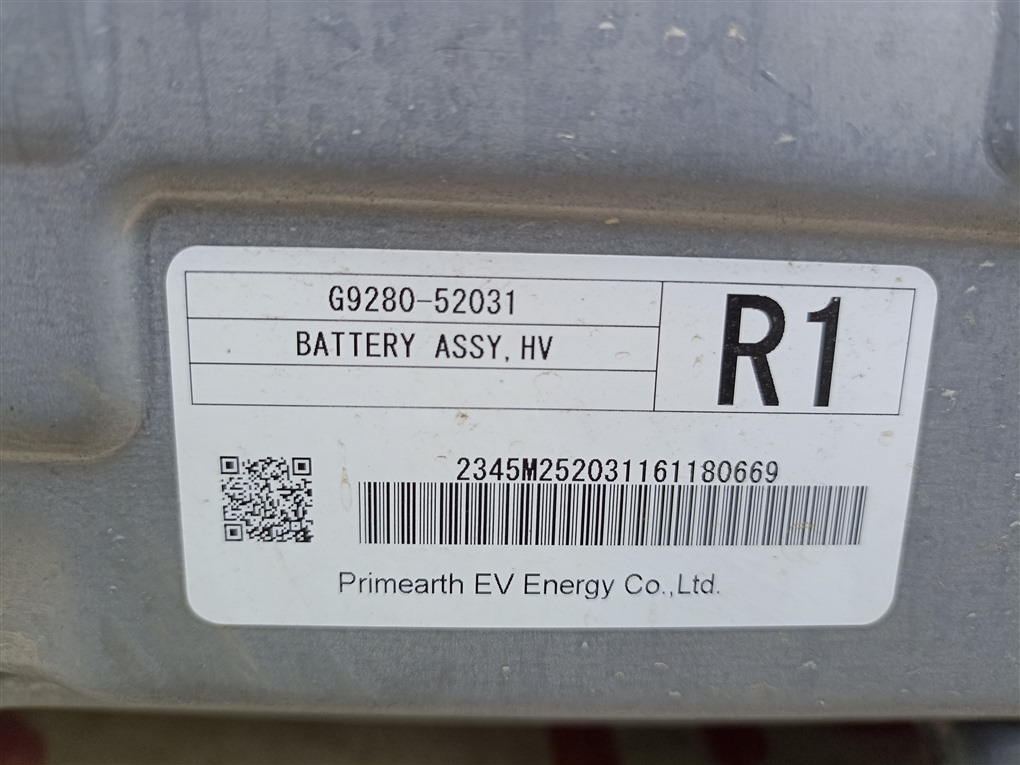 G9280-52031
BATTERY ASSY,HV
R1
2345M252031161180669
Primearth EV Energy Co.,Ltd.